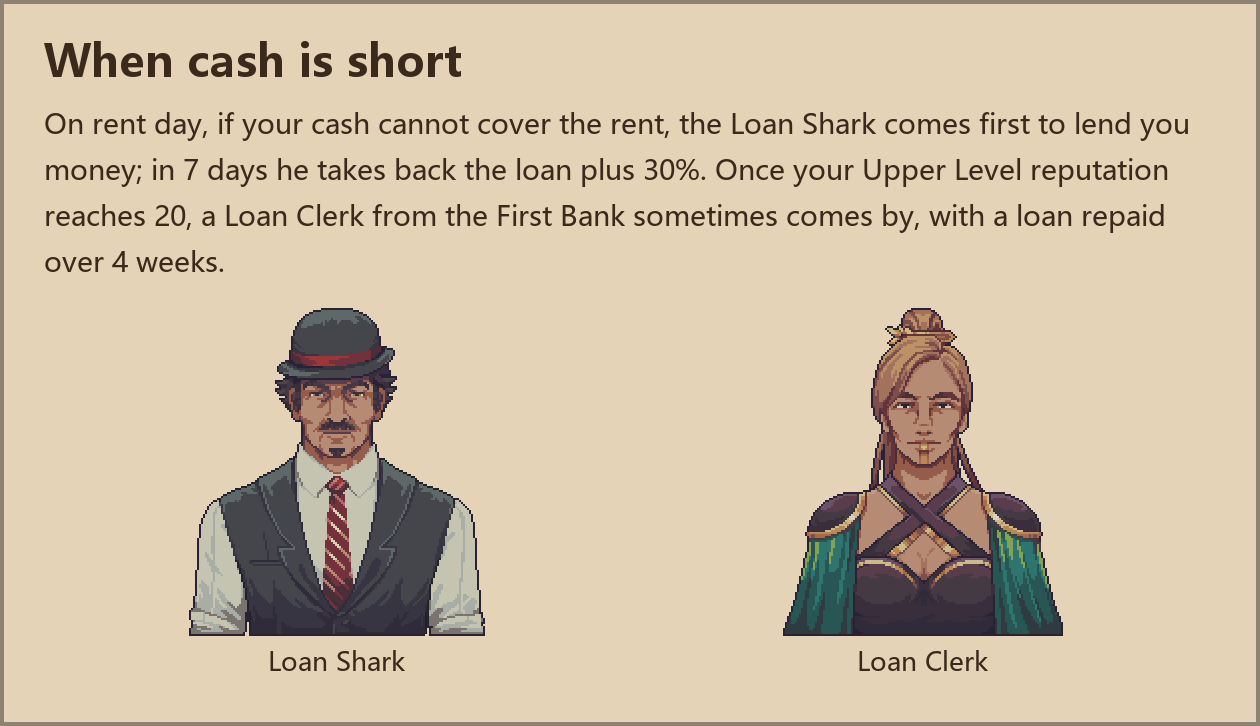 When cash is short
On rent day, if your cash cannot cover the rent, the Loan Shark comes first to lend you
money; in 7 days he takes back the loan plus 30%. Once your Upper Level reputation
reaches 20, a Loan Clerk from the First Bank sometimes comes by, with a loan repaid
over 4 weeks.
Loan Shark
Loan Clerk